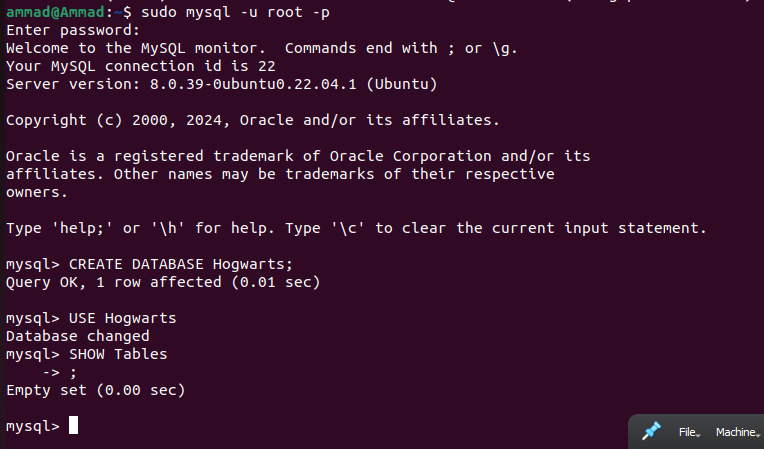 ammad@Ammad:~$ sudo mysql -u root -p
Enter password:
Welcome to the MySQL monitor.  Commands end with ; or \g.
Your MySQL connection id is 22
Server version: 8.0.39-0ubuntu0.22.04.1 (Ubuntu)

Copyright (c) 2000, 2024, Oracle and/or its affiliates.

Oracle is a registered trademark of Oracle Corporation and/or its
affiliates. Other names may be trademarks of their respective
owners.

Type 'help;' or '\h' for help. Type '\c' to clear the current input statement.

mysql> CREATE DATABASE Hogwarts;
Query OK, 1 row affected (0.01 sec)

mysql> USE Hogwarts
Database changed
mysql> SHOW Tables
    -> ;
Empty set (0.00 sec)

mysql>
File Machine